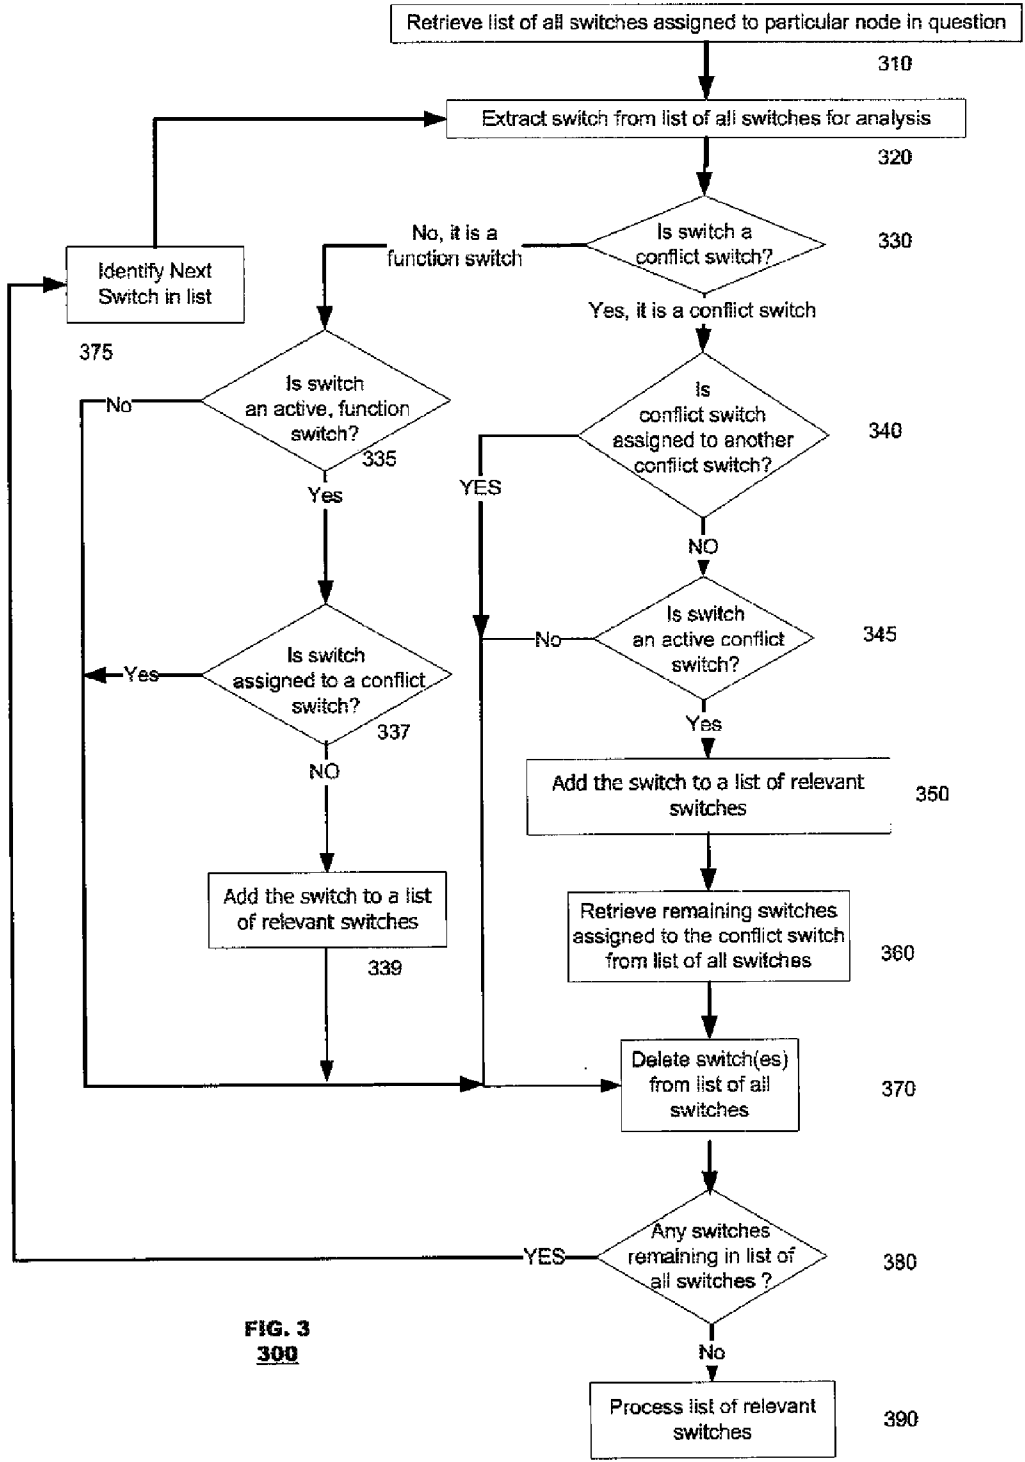 Retrieve list of all switches assigned to particular node in question
310
Extract switch from list of all switches for analysis
320
Is switch a
conflict switch?
330
No, it is a
function switch
Yes, it is a conflict switch
Identify Next
Switch in list
375
Is switch
an active, function
switch?
335
No
Yes
Is
conflict switch
assigned to another
conflict switch?
340
YES
NO
Is switch
an active conflict
switch?
345
No
Yes
Is switch
assigned to a conflict
switch?
337
Yes
NO
Add the switch to a list of relevant
switches
350
Add the switch to a list
of relevant switches
339
Retrieve remaining switches
assigned to the conflict switch
from list of all switches
360
Delete switch(es)
from list of all
switches
370
Any switches
remaining in list of
all switches ?
380
YES
No
Process list of relevant
switches
390
FIG. 3
300